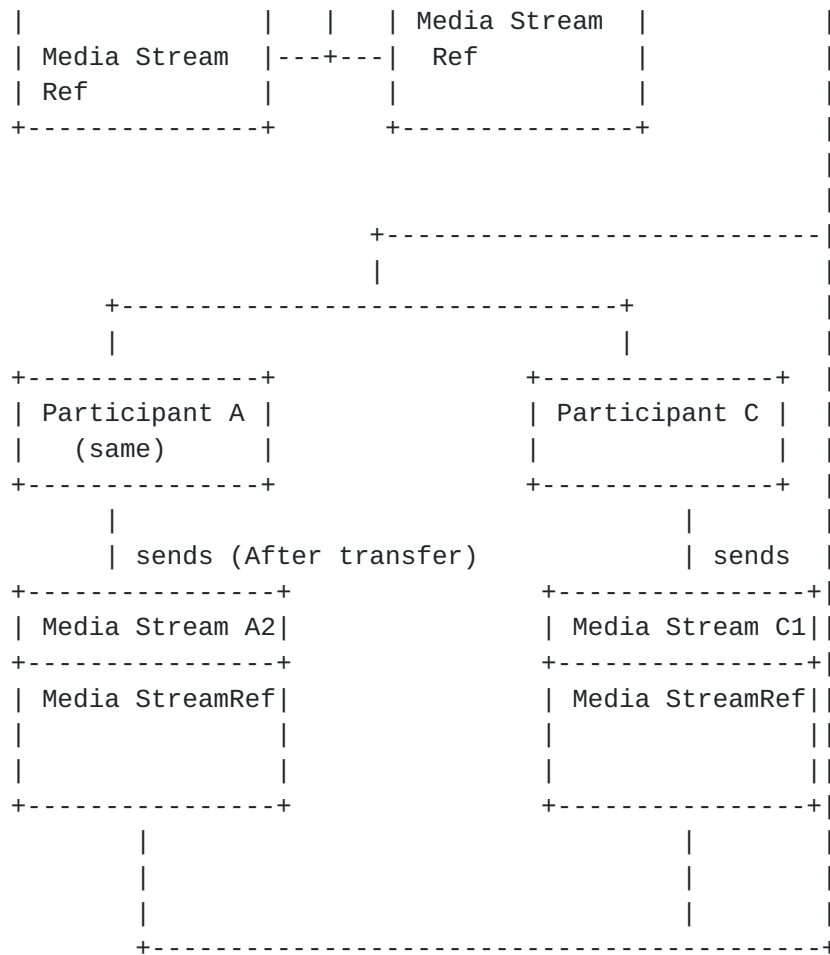 |               |   |   | Media Stream  |           |
| Media Stream  |---+---|  Ref          |           |
| Ref           |       |               |           |
+---------------+       +---------------+           |
                                                    |
                                                    |
                       +----------------------------|
                       |                            |
      +--------------------------------+            |
      |                                |            |
+---------------+                +---------------+  |
| Participant A |                | Participant C |  |
|   (same)      |                |               |  |
+---------------+                +---------------+  |
      |                                    |        |
      | sends (After transfer)             | sends  |
+----------------+                +----------------+|
| Media Stream A2|                | Media Stream C1||
+----------------+                +----------------+|
| Media StreamRef|                | Media StreamRef||
|                |                |                ||
|                |                |                ||
+----------------+                +----------------+|
        |                                  |        |
        |                                  |        |
        |                                  |        |
        +-------------------------------------------+